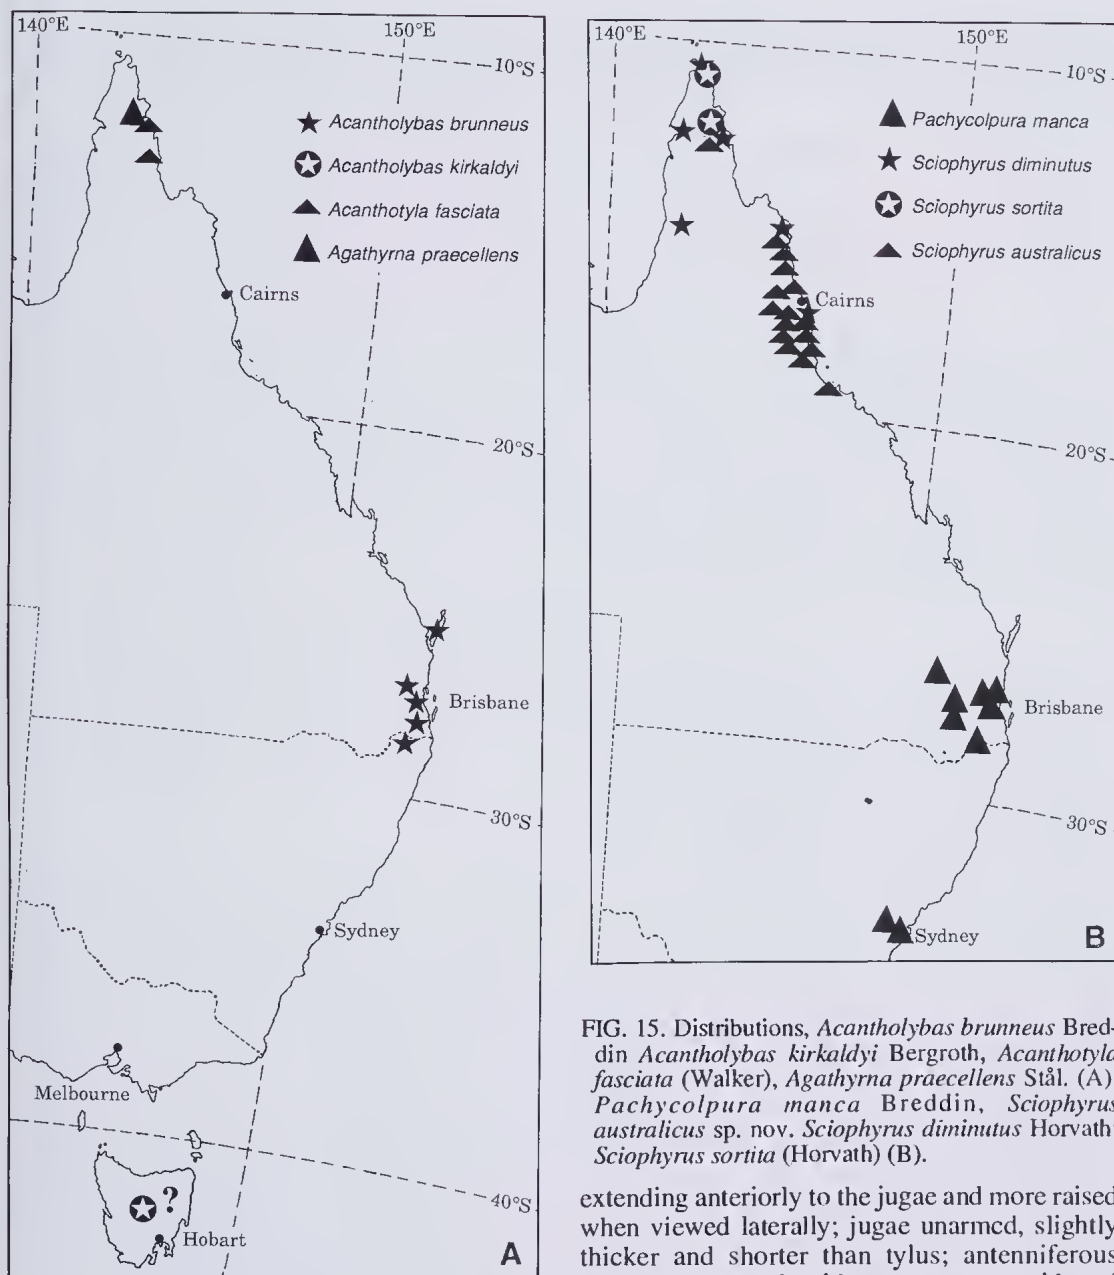 140°E
150°E
10°S
Acantholybas brunneus
Acantholybas kirkaldyi
Acanthotyla fasciata
Agathyrna praecellens
Cairns
20°S
Brisbane
30°S
Sydney
Melbourne
?
40°S
Hobart
A
140°E
150°E
10°S
Pachycolpura manca
Sciophyrus diminutus
Sciophyrus sortita
Sciophyrus australicus
Cairns
20°S
Brisbane
30°S
Sydney
B
FIG. 15. Distributions, Acantholybas brunneus Bred-
din Acantholybas kirkaldyi Bergroth, Acanthotyla
fasciata (Walker), Agathyrna praecellens Stål. (A)
Pachycolpura manca Breddin, Sciophyrus
australicus sp. nov. Sciophyrus diminutus Horvath
Sciophyrus sortita (Horvath) (B).
extending anteriorly to the jugae and more raised
when viewed laterally; jugae unarmed, slightly
thicker and shorter than tylus; antenniferous